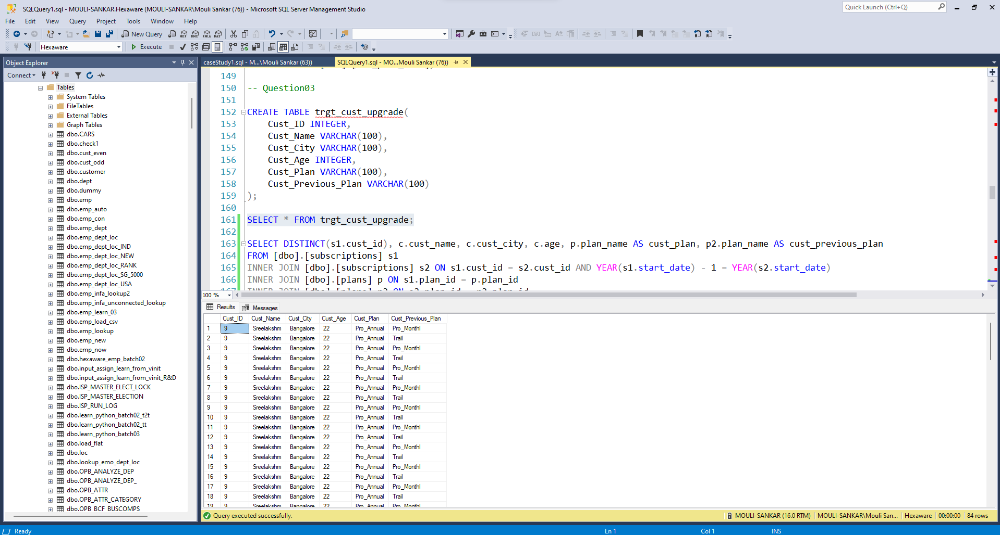 SQLQuery1.sql - MOULI-SANKAR.Hexaware (MOULI-SANKAR\Mouli Sankar (76)) - Microsoft SQL Server Management Studio
Quick Launch (Ctrl+Q)
File Edit View Query Project Tools Window Help
New Query
MDX DMX XMLA DAX
Hexaware
Execute
Object Explorer
Connect
Tables
System Tables
FileTables
External Tables
Graph Tables
dbo.CARS
dbo.check1
dbo.cust_even
dbo.cust_odd
dbo.customer
dbo.dept
dbo.dummy
dbo.emp
dbo.emp_auto
dbo.emp_con
dbo.emp_dept
dbo.emp_dept_loc
dbo.emp_dept_loc_IND
dbo.emp_dept_loc_NEW
dbo.emp_dept_loc_RANK
dbo.emp_dept_loc_SG_5000
dbo.emp_dept_loc_USA
dbo.emp_infa_lookup2
dbo.emp_infa_unconnected_lookup
dbo.emp_learn_03
dbo.emp_load_csv
dbo.emp_lookup
dbo.emp_new
dbo.emp_now
dbo.hexaware_emp_batch02
dbo.input_assign_learn_from_vinit
dbo.input_assign_learn_from_vinit_R&D
dbo.ISP_MASTER_ELECT_LOCK
dbo.ISP_MASTER_ELECTION
dbo.ISP_RUN_LOG
dbo.learn_python_batch02_t2t
dbo.learn_python_batch02_tt
dbo.learn_python_batch03
dbo.load_flat
dbo.loc
dbo.lookup_emo_dept_loc
dbo.OPB_ANALYZE_DEP
dbo.OPB_ANALYZE_DEP_
dbo.OPB_ATTR
dbo.OPB_ATTR_CATEGORY
dbo.OPB_BCF_BUSCOMPS
caseStudy1.sql - M...\Mouli Sankar (63))
SQLQuery1.sql - MO...Mouli Sankar (76))
149
150 -- Question03
151
152 CREATE TABLE trgt_cust_upgrade(
153 Cust_ID INTEGER,
154 Cust_Name VARCHAR(100),
155 Cust_City VARCHAR(100),
156 Cust_Age INTEGER,
157 Cust_Plan VARCHAR(100),
158 Cust_Previous_Plan VARCHAR(100)
159 );
160
161 SELECT * FROM trgt_cust_upgrade;
162
163 SELECT DISTINCT(s1.cust_id), c.cust_name, c.cust_city, c.age, p.plan_name AS cust_plan, p2.plan_name AS cust_previous_plan
164 FROM [dbo].[subscriptions] s1
165 INNER JOIN [dbo].[subscriptions] s2 ON s1.cust_id = s2.cust_id AND YEAR(s1.start_date) - 1 = YEAR(s2.start_date)
166 INNER JOIN [dbo].[plans] p ON s1.plan_id = p.plan_id
167 INNER JOIN [dbo].[plans] p2 ON s2.plan_id = p2.plan_id
100 %
Results Messages
Cust_ID Cust_Name Cust_City Cust_Age Cust_Plan Cust_Previous_Plan
1 9 Sreelakshm Bangalore 22 Pro_Annual Pro_Monthl
2 9 Sreelakshm Bangalore 22 Pro_Annual Trail
3 9 Sreelakshm Bangalore 22 Pro_Annual Pro_Monthl
4 9 Sreelakshm Bangalore 22 Pro_Annual Trail
5 9 Sreelakshm Bangalore 22 Pro_Annual Pro_Monthl
6 9 Sreelakshm Bangalore 22 Pro_Annual Trail
7 9 Sreelakshm Bangalore 22 Pro_Annual Pro_Monthl
8 9 Sreelakshm Bangalore 22 Pro_Annual Trail
9 9 Sreelakshm Bangalore 22 Pro_Annual Pro_Monthl
10 9 Sreelakshm Bangalore 22 Pro_Annual Trail
11 9 Sreelakshm Bangalore 22 Pro_Annual Pro_Monthl
12 9 Sreelakshm Bangalore 22 Pro_Annual Trail
13 9 Sreelakshm Bangalore 22 Pro_Annual Pro_Monthl
14 9 Sreelakshm Bangalore 22 Pro_Annual Trail
15 9 Sreelakshm Bangalore 22 Pro_Annual Pro_Monthl
16 9 Sreelakshm Bangalore 22 Pro_Annual Trail
17 9 Sreelakshm Bangalore 22 Pro_Annual Pro_Monthl
18 9 Sreelakshm Bangalore 22 Pro_Annual Trail
19 9 Sreelakshm Bangalore 22 Pro_Annual Pro_Monthl
Query executed successfully.
MOULI-SANKAR (16.0 RTM) MOULI-SANKAR\Mouli San... Hexaware 00:00:00 84 rows
Ready Ln 1 Col 1 INS